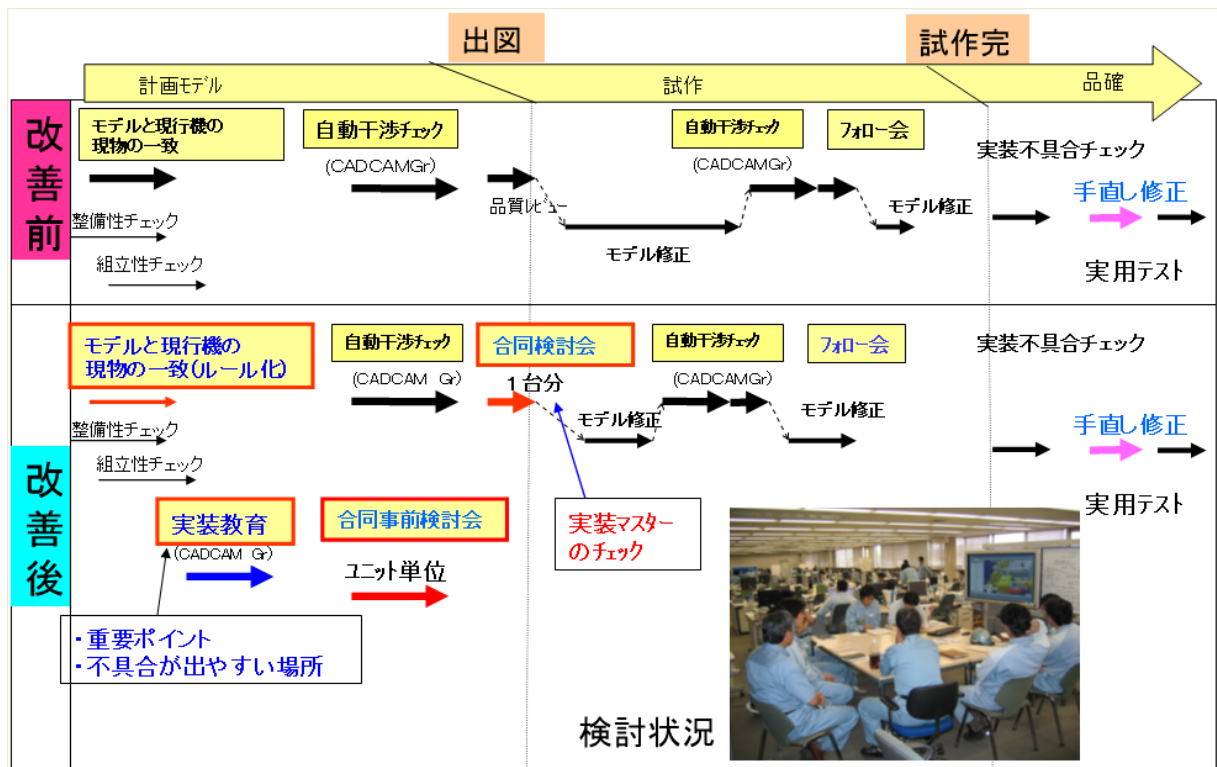 出図
試作完
計画モデル
試作
品確
改善前
モデルと現行機の
現物の一致
自動干渉チェック
(CADCAMGr)
自動干渉チェック
(CADCAMGr)
フォロー会
実装不具合チェック
品質レビュー
モデル修正
モデル修正
手直し修正
整備性チェック
組立性チェック
実用テスト
改善後
モデルと現行機の
現物の一致(ルール化)
自動干渉チェック
(CADCAM Gr)
合同検討会
1台分
自動干渉チェック
(CADCAMGr)
フォロー会
実装不具合チェック
モデル修正
モデル修正
手直し修正
整備性チェック
組立性チェック
実用テスト
実装教育
(CADCAM Gr)
合同事前検討会
ユニット単位
実装マスター
のチェック
・重要ポイント
・不具合が出やすい場所
検討状況